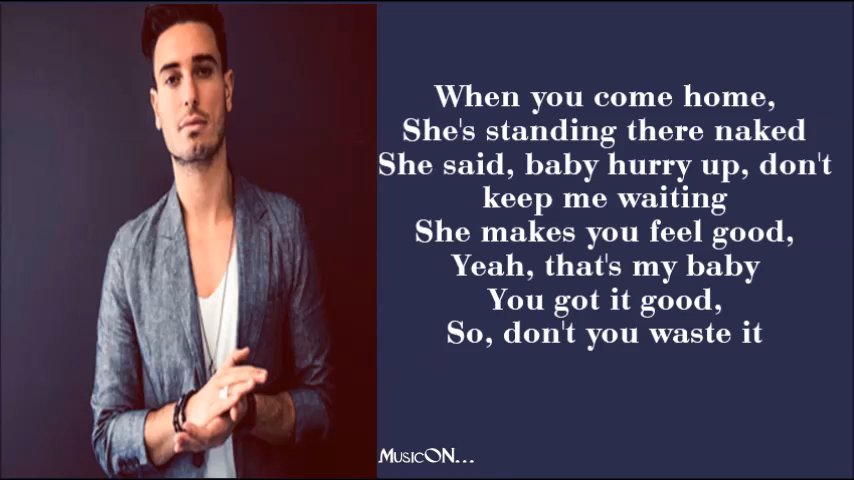 When you come home,
She's standing there naked
She said, baby hurry up, don't
keep me waiting
She makes you feel good,
Yeah, that's my baby
You got it good,
So, don't you waste it
MusicON...